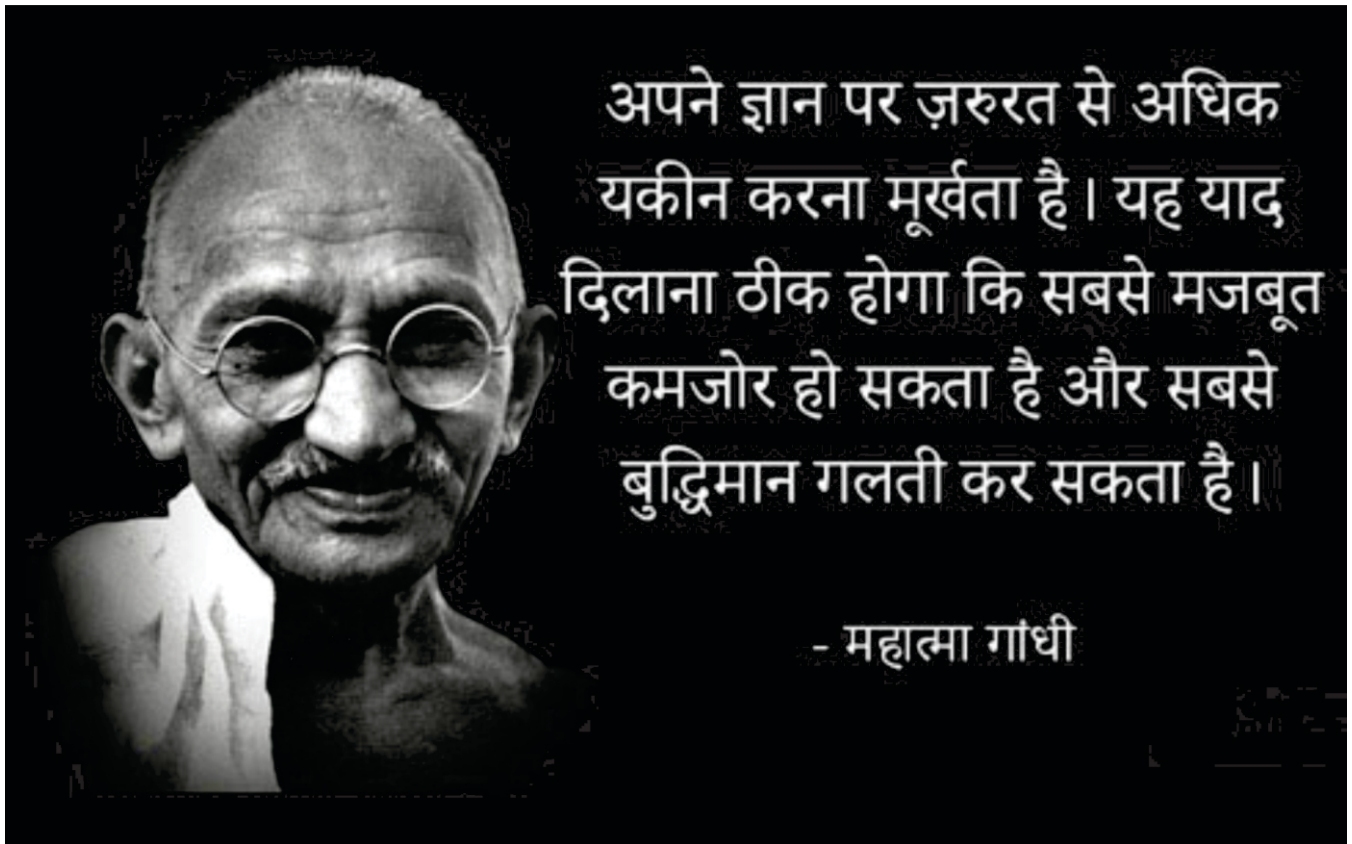 अपने ज्ञान पर ज़रुरत से अधिक
यकीन करना मूर्खता है। यह याद
दिलाना ठीक होगा कि सबसे मजबूत
कमजोर हो सकता है और सबसे
बुद्धिमान गलती कर सकता है।
- महात्मा गांधी